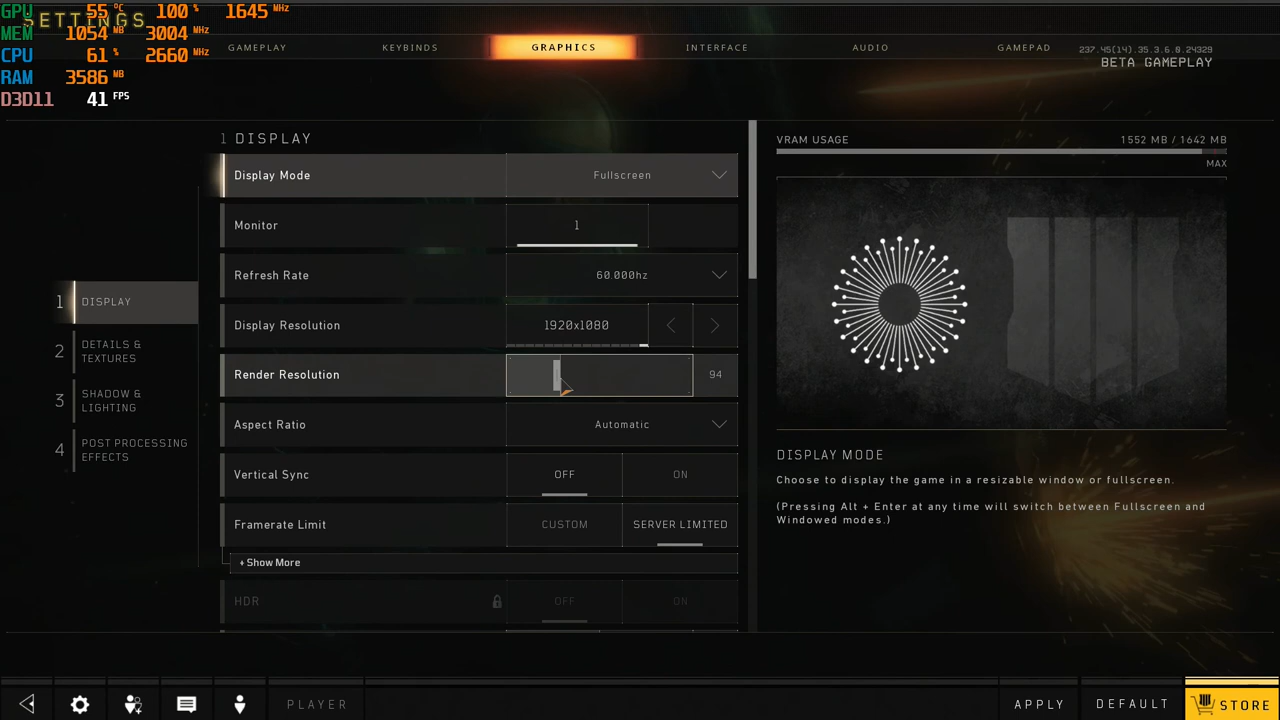 SETTINGS
GPU 55 °C 100 % 1645 MHz
MEM 1054 MB 3004 MHz
CPU 61 % 2660 MHz
RAM 3586 MB
D3D11 41 FPS
GAMEPLAY KEYBINDS GRAPHICS INTERFACE AUDIO GAMEPAD
237.45(14).35.3.6.0.24329
BETA GAMEPLAY
1 DISPLAY
2 DETAILS &
TEXTURES
3 SHADOW &
LIGHTING
4 POST PROCESSING
EFFECTS
1 DISPLAY
Display Mode Fullscreen
Monitor 1
Refresh Rate 60.000hz
Display Resolution 1920x1080
Render Resolution 94
Aspect Ratio Automatic
Vertical Sync OFF ON
Framerate Limit CUSTOM SERVER LIMITED
+ Show More
HDR OFF ON
VRAM USAGE 1552 MB / 1642 MB
MAX
DISPLAY MODE
Choose to display the game in a resizable window or fullscreen.
(Pressing Alt + Enter at any time will switch between Fullscreen and
Windowed modes.)
PLAYER APPLY DEFAULT STORE